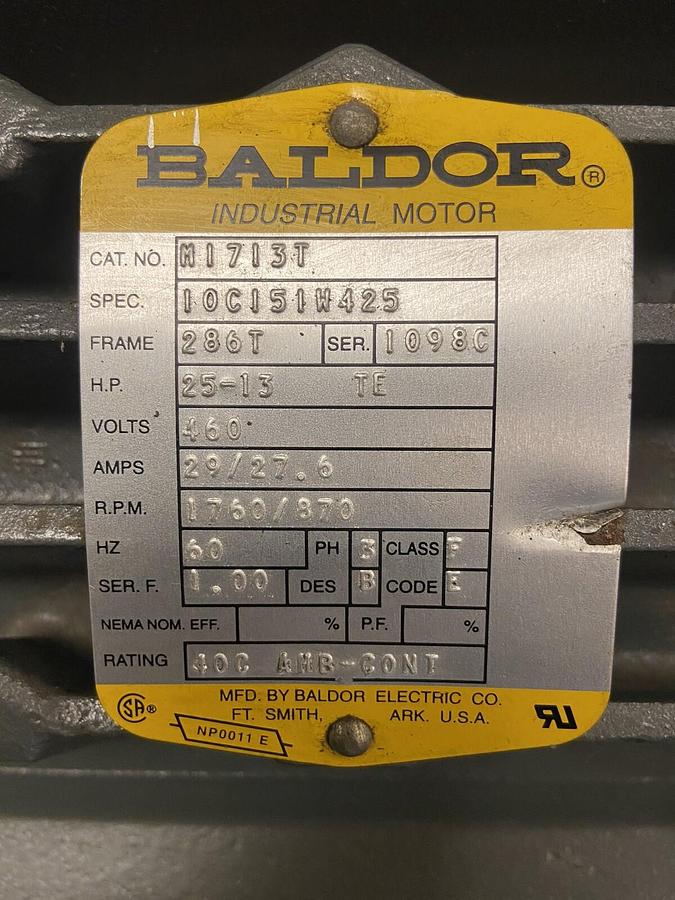 BALDOR®
INDUSTRIAL MOTOR
CAT. NO. M1713T
SPEC. 10C151W425
FRAME 286T SER. 1098C
H.P. 25-13 TE
VOLTS 460
AMPS 29/27.6
R.P.M. 1760/870
HZ 60 PH 3 CLASS F
SER. F. 1.00 DES B CODE E
NEMA NOM. EFF. % P.F. %
RATING 40C AMB-CONT
MFD. BY BALDOR ELECTRIC CO.
FT. SMITH, ARK. U.S.A.
SA®
NP0011 E
RU